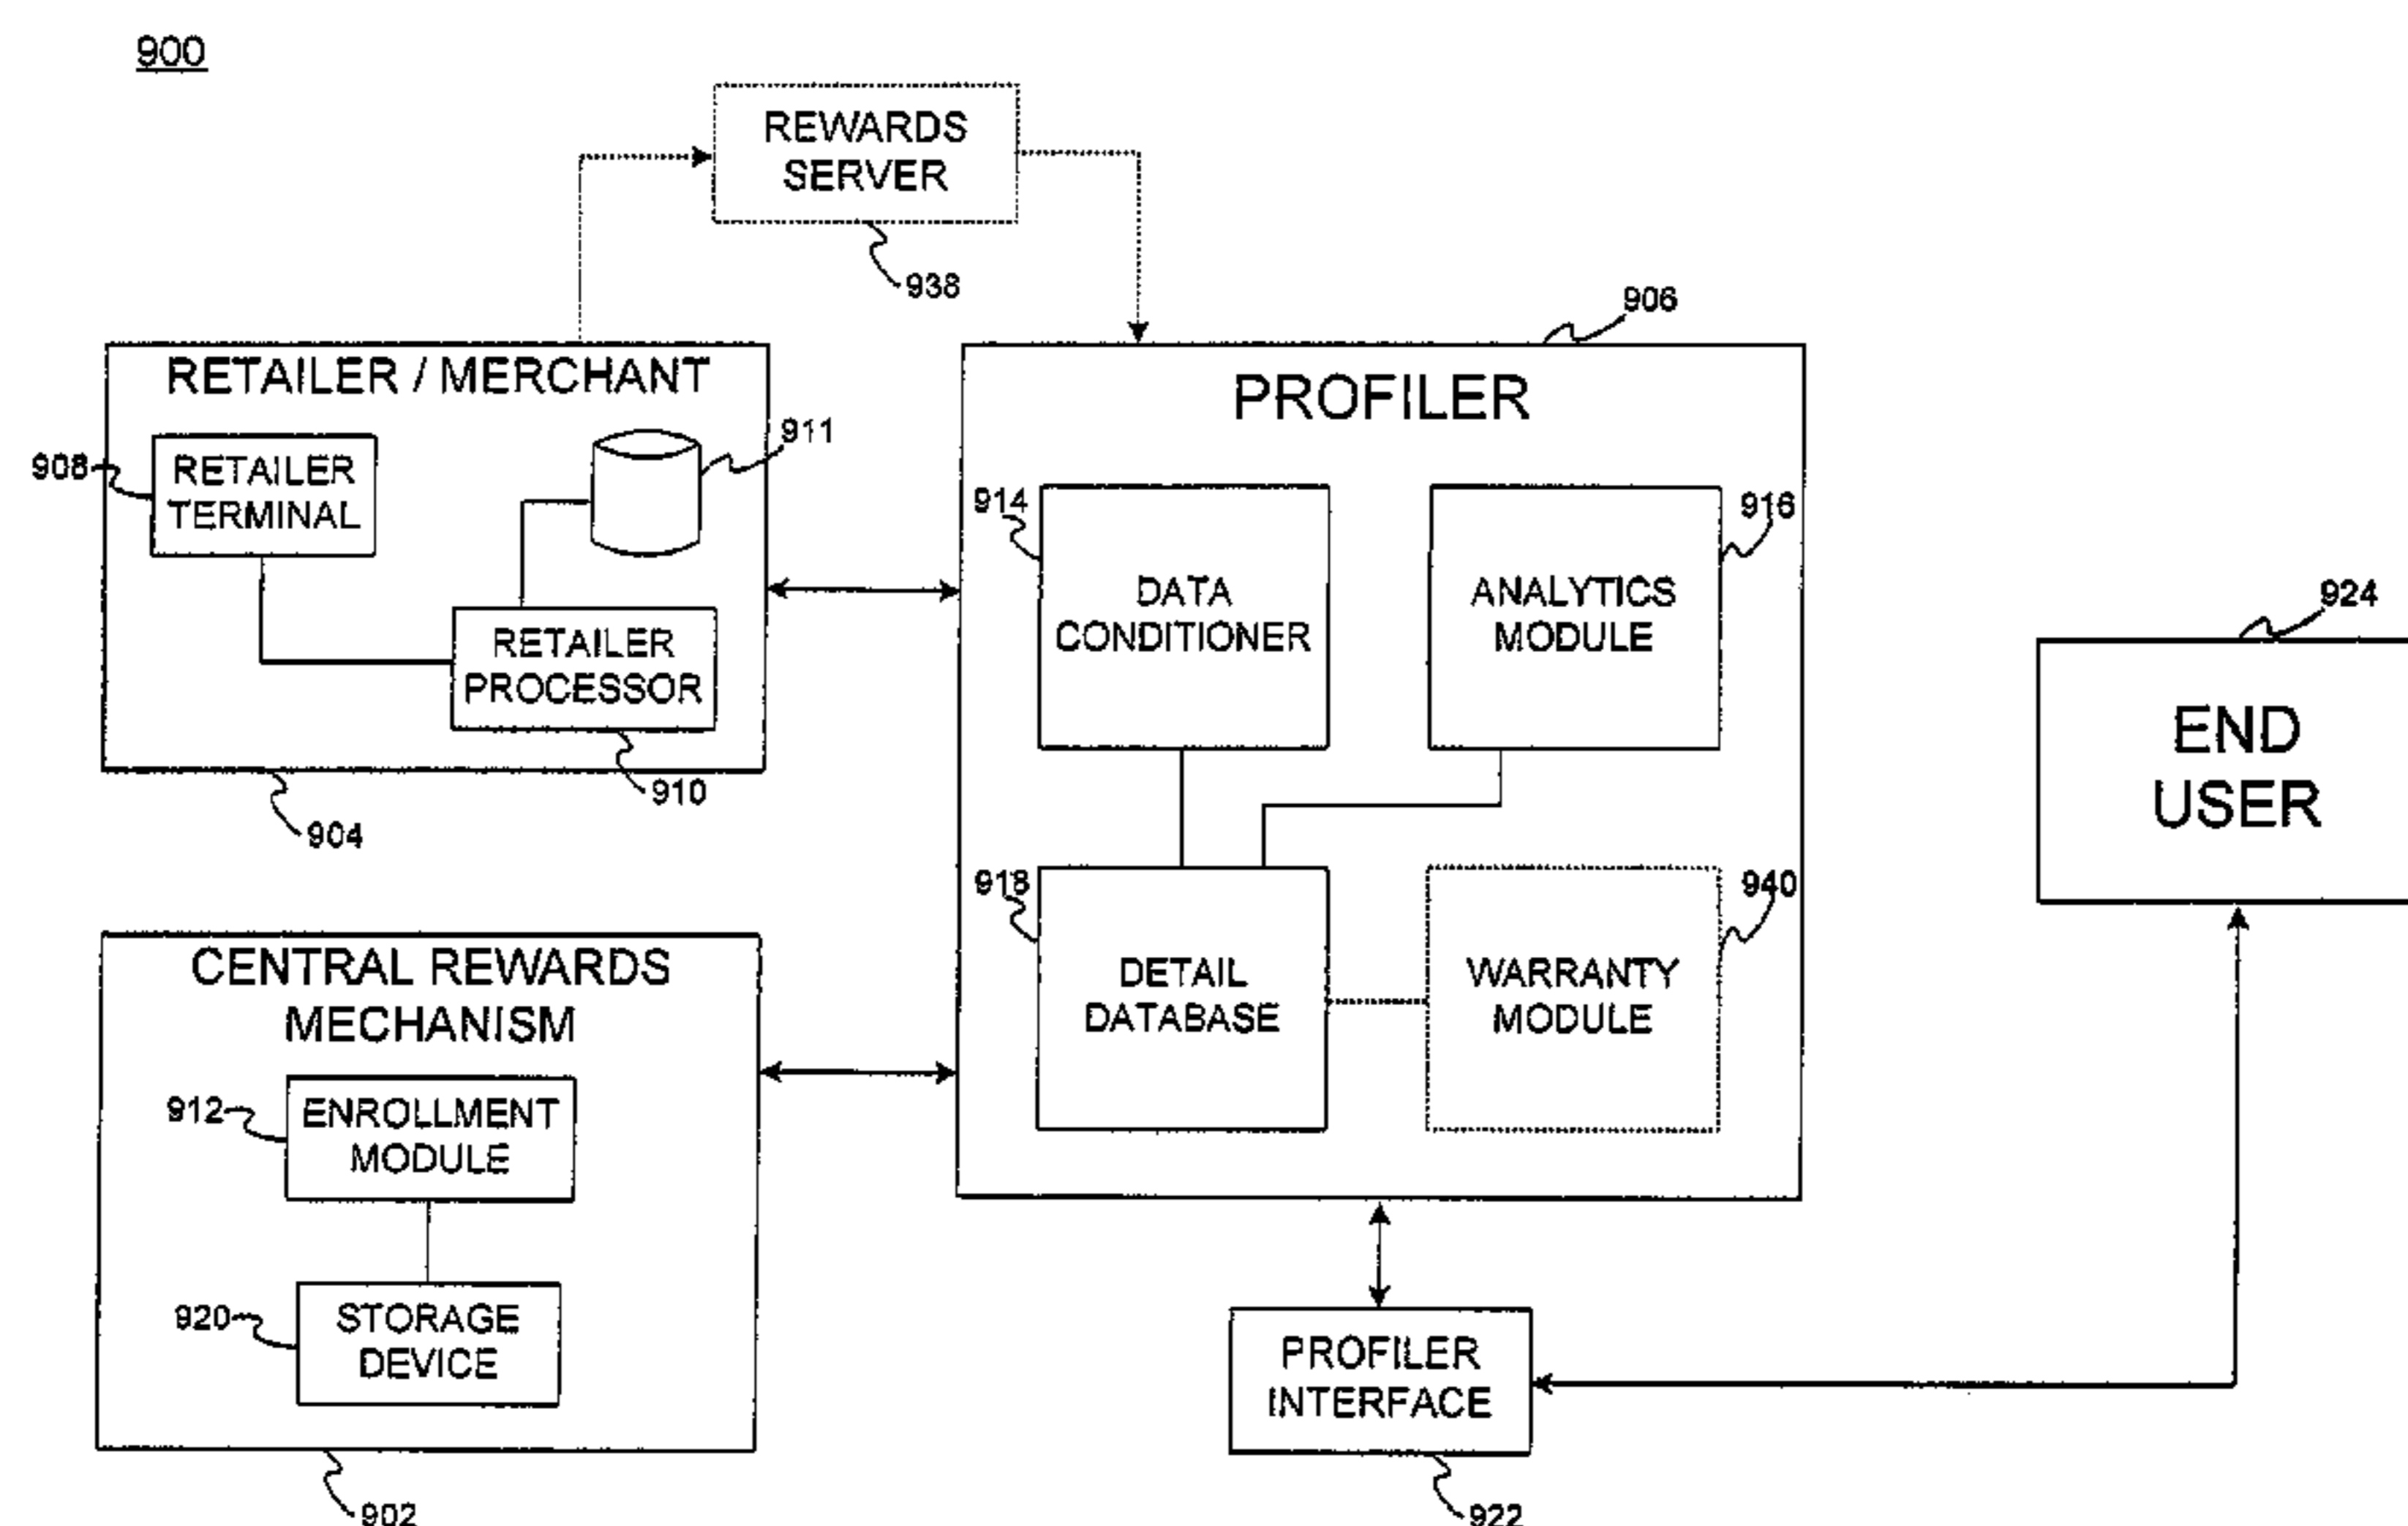 900
REWARDS
SERVER
938
906
RETAILER / MERCHANT
908
RETAILER
TERMINAL
911
RETAILER
PROCESSOR
910
904
PROFILER
914
DATA
CONDITIONER
916
ANALYTICS
MODULE
918
DETAIL
DATABASE
940
WARRANTY
MODULE
924
END
USER
CENTRAL REWARDS
MECHANISM
912
ENROLLMENT
MODULE
920
STORAGE
DEVICE
902
PROFILER
INTERFACE
922